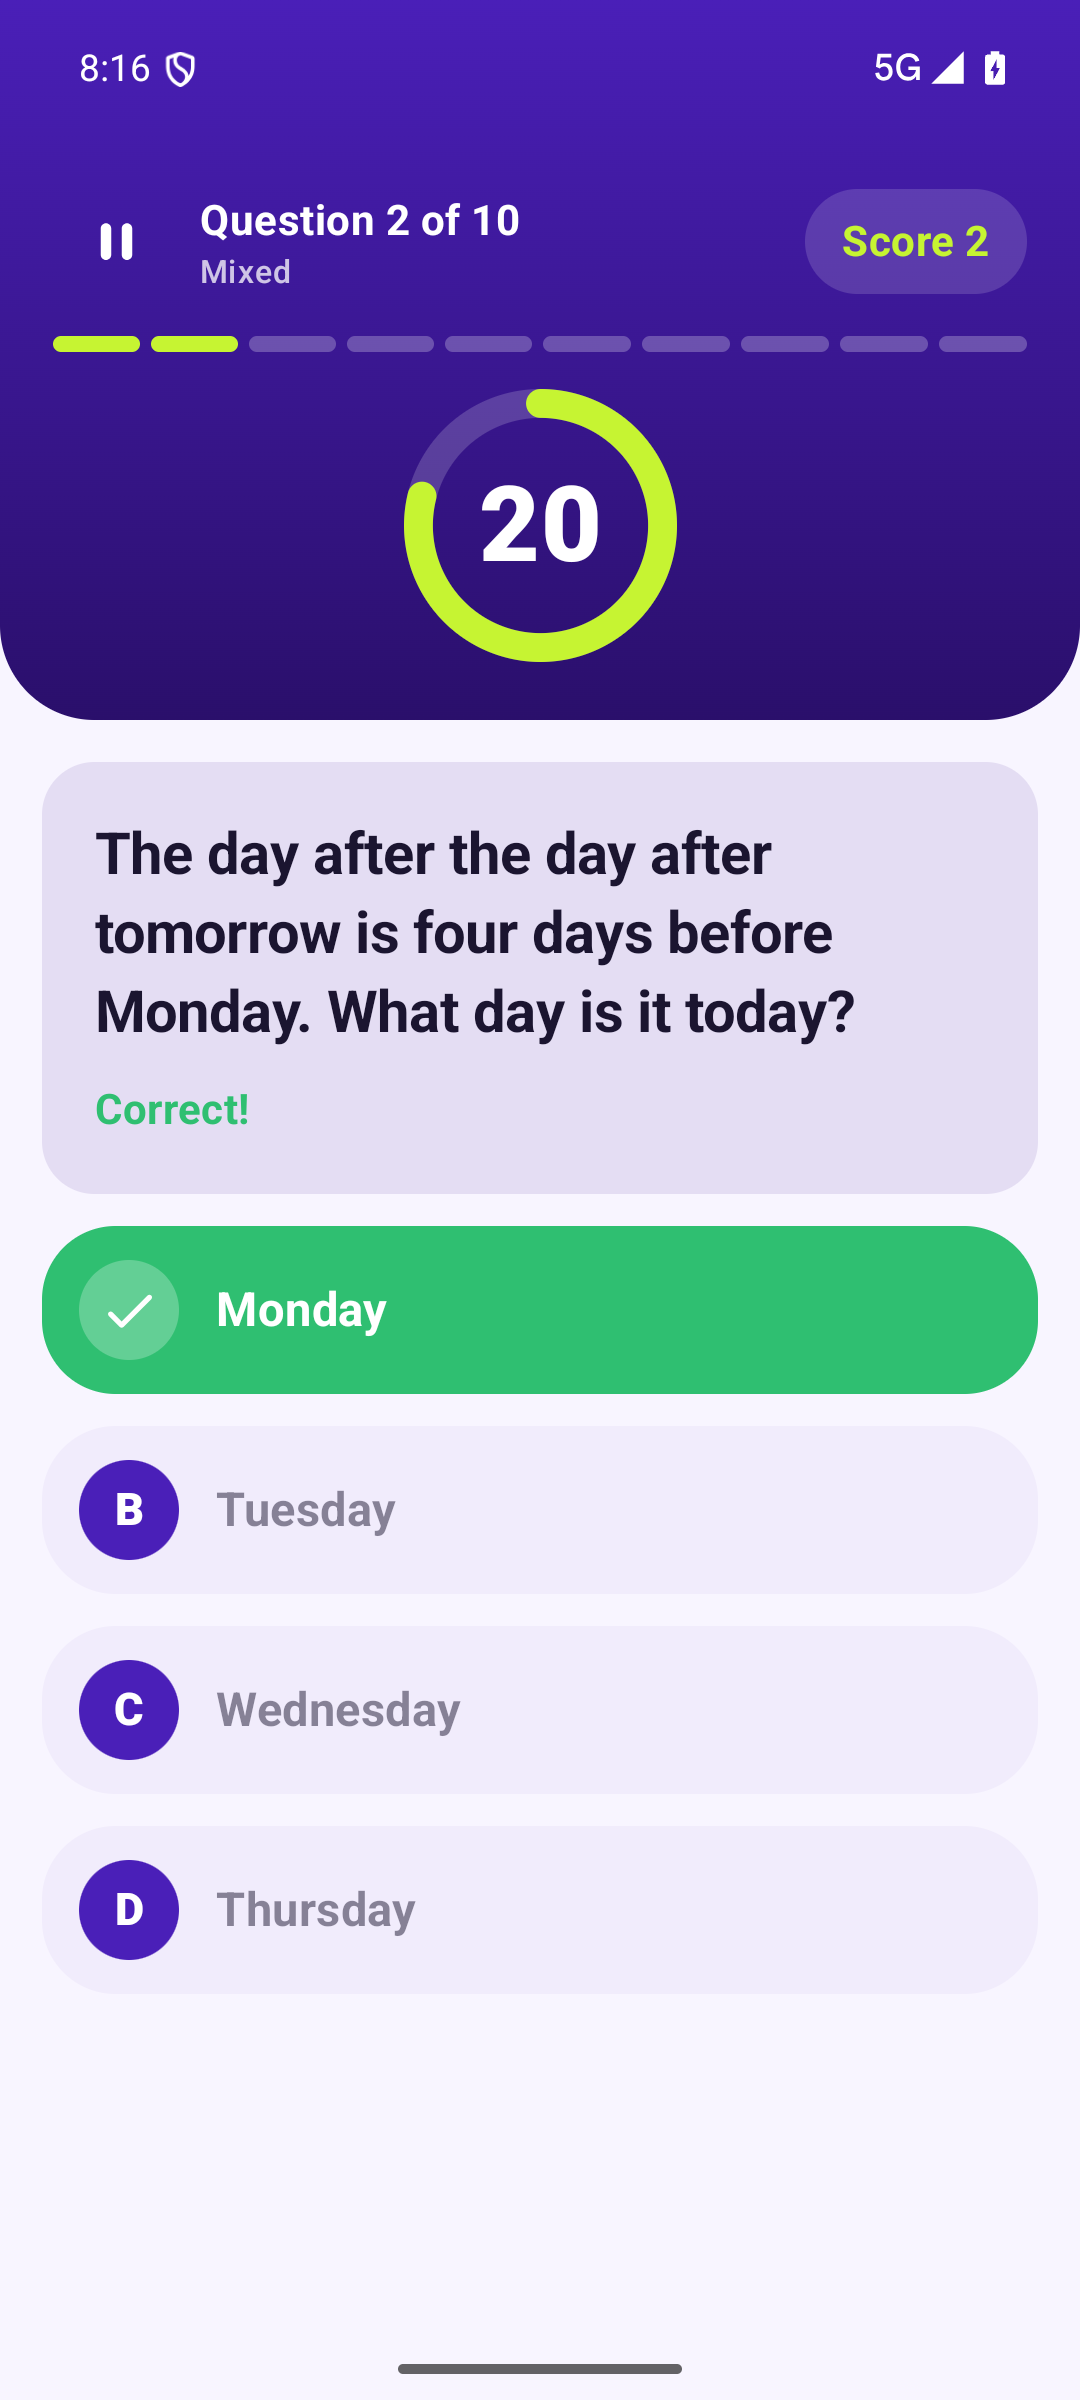 8:16
5G
Question 2 of 10
Mixed
Score 2
20
The day after the day after
tomorrow is four days before
Monday. What day is it today?
Correct!
Monday
B
Tuesday
C
Wednesday
D
Thursday